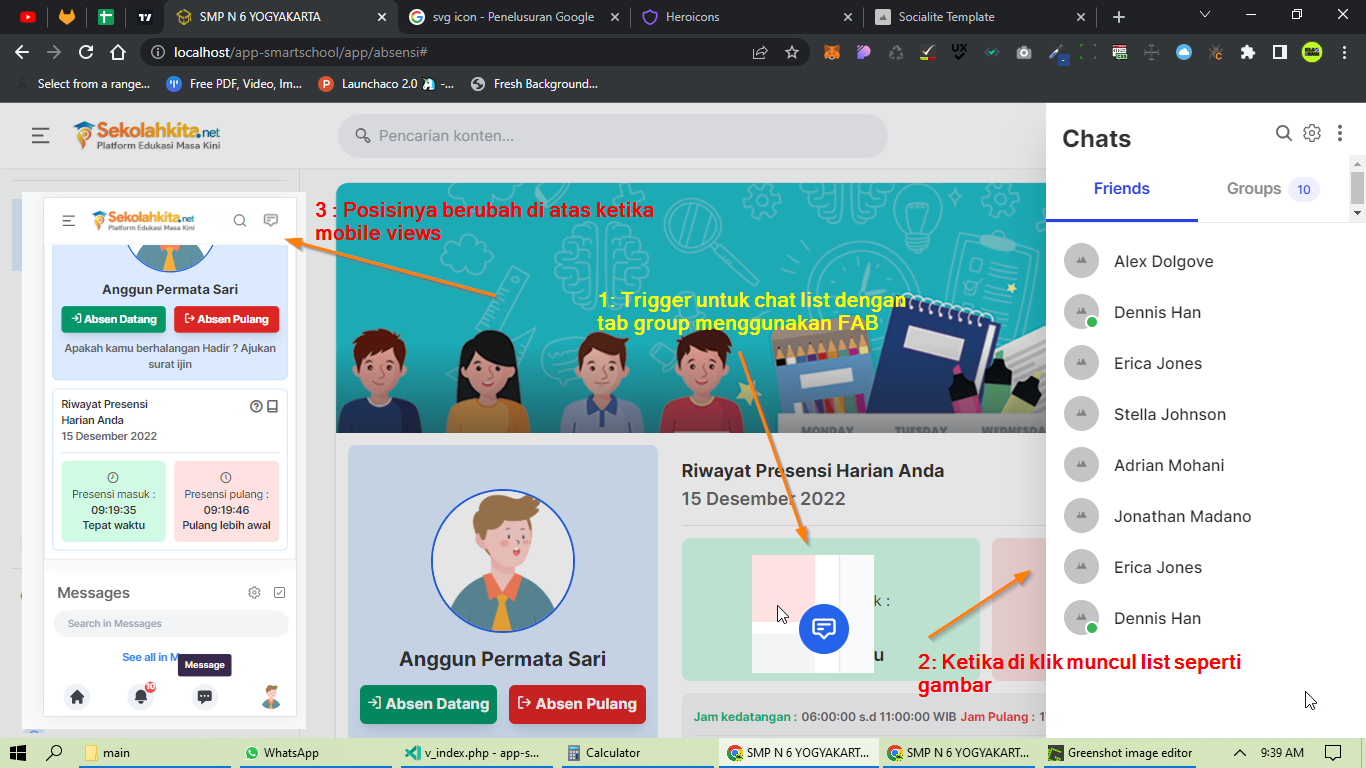 SMP N 6 YOGYAKARTA
svg icon - Penelusuran Google
Heroicons
Socialite Template
localhost/app-smartschool/app/absensi#
Select from a range...
Free PDF, Video, Im...
Launchaco 2.0 🦄 -...
Fresh Background...
Sekolahkita.net
Platform Edukasi Masa Kini
Pencarian konten...
Chats
Friends
Groups 10
Alex Dolgove
Dennis Han
Erica Jones
Stella Johnson
Adrian Mohani
Jonathan Madano
Erica Jones
Dennis Han
3 : Posisinya berubah di atas ketika
mobile views
1: Trigger untuk chat list dengan
tab group menggunakan FAB
2: Ketika di klik muncul list seperti
gambar
Sekolahkita.net
Platform Edukasi Masa Kini
Anggun Permata Sari
Absen Datang
Absen Pulang
Apakah kamu berhalangan Hadir ? Ajukan
surat ijin
Riwayat Presensi
Harian Anda
15 Desember 2022
Presensi masuk :
09:19:35
Tepat waktu
Presensi pulang :
09:19:46
Pulang lebih awal
Messages
Search in Messages
See all in M
Message
10
MONDAY
TUESDAY
WEDNESDA
Riwayat Presensi Harian Anda
15 Desember 2022
k :
u
Anggun Permata Sari
Absen Datang
Absen Pulang
Jam kedatangan : 06:00:00 s.d 11:00:00 WIB Jam Pulang : 1
main
WhatsApp
v_index.php - app-s...
Calculator
SMP N 6 YOGYAKART...
SMP N 6 YOGYAKART...
Greenshot image editor
9:39 AM